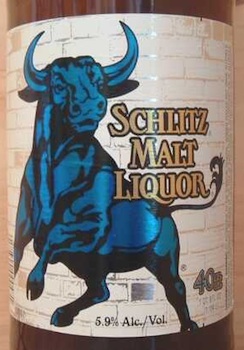 SCHLITZ
MALT
LIQUOR
®
40
5.9% Alc./Vol.